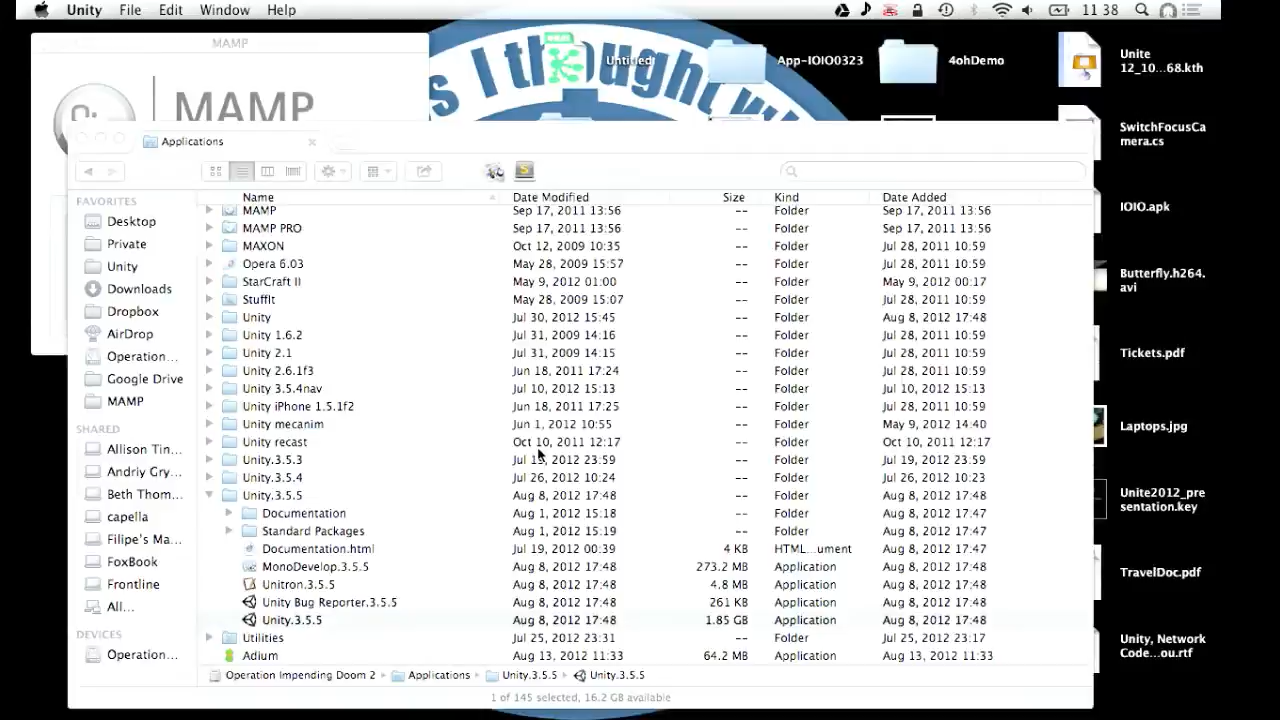 Unity File Edit Window Help 11 38
MAMP
MAMP
s I thought w
Untitled
App-IOIO0323
4ohDemo
Unite
12_10...68.kth
SwitchFocusCa
mera.cs
IOIO.apk
Butterfly.h264.
avi
Tickets.pdf
Laptops.jpg
Unite2012_pre
sentation.key
TravelDoc.pdf
Unity, Network
Code...ou.rtf
Applications
FAVORITES
Desktop
Private
Unity
Downloads
Dropbox
AirDrop
Operation...
Google Drive
MAMP
SHARED
Allison Tin...
Andriy Gry...
Beth Thom...
capella
Filipe's Ma...
FoxBook
Frontline
All...
DEVICES
Operation...
Name Date Modified Size Kind Date Added
MAMP Sep 17, 2011 13:56 -- Folder Sep 17, 2011 13:56
MAMP PRO Sep 17, 2011 13:56 -- Folder Sep 17, 2011 13:56
MAXON Oct 12, 2009 10:35 -- Folder Jul 28, 2011 10:59
Opera 6.03 May 28, 2009 15:57 -- Folder Jul 28, 2011 10:59
StarCraft II May 9, 2012 01:00 -- Folder May 9, 2012 00:17
StuffIt May 28, 2009 15:07 -- Folder Jul 28, 2011 10:59
Unity Jul 30, 2012 15:45 -- Folder Aug 8, 2012 17:48
Unity 1.6.2 Jul 31, 2009 14:16 -- Folder Jul 28, 2011 10:59
Unity 2.1 Jul 31, 2009 14:15 -- Folder Jul 28, 2011 10:59
Unity 2.6.1f3 Jun 18, 2011 17:24 -- Folder Jul 28, 2011 10:59
Unity 3.5.4nav Jul 10, 2012 15:13 -- Folder Jul 10, 2012 15:13
Unity iPhone 1.5.1f2 Jun 18, 2011 17:25 -- Folder Jul 28, 2011 10:59
Unity mecanim Jun 1, 2012 10:55 -- Folder May 9, 2012 14:40
Unity recast Oct 10, 2011 12:17 -- Folder Oct 10, 2011 12:17
Unity.3.5.3 Jul 19, 2012 23:59 -- Folder Jul 19, 2012 23:59
Unity.3.5.4 Jul 26, 2012 10:24 -- Folder Jul 26, 2012 10:23
Unity.3.5.5 Aug 8, 2012 17:48 -- Folder Aug 8, 2012 17:48
Documentation Aug 1, 2012 15:18 -- Folder Aug 8, 2012 17:47
Standard Packages Aug 1, 2012 15:19 -- Folder Aug 8, 2012 17:47
Documentation.html Jul 19, 2012 00:39 4 KB HTML...ument Aug 8, 2012 17:47
MonoDevelop.3.5.5 Aug 8, 2012 17:48 273.2 MB Application Aug 8, 2012 17:47
Unitron.3.5.5 Aug 8, 2012 17:48 4.8 MB Application Aug 8, 2012 17:48
Unity Bug Reporter.3.5.5 Aug 8, 2012 17:48 261 KB Application Aug 8, 2012 17:48
Unity.3.5.5 Aug 8, 2012 17:48 1.85 GB Application Aug 8, 2012 17:48
Utilities Jul 25, 2012 23:31 -- Folder Jul 25, 2012 23:17
Adium Aug 13, 2012 11:33 64.2 MB Application Aug 13, 2012 11:33
Operation Impending Doom 2 Applications Unity.3.5.5 Unity.3.5.5
1 of 145 selected, 16.2 GB available